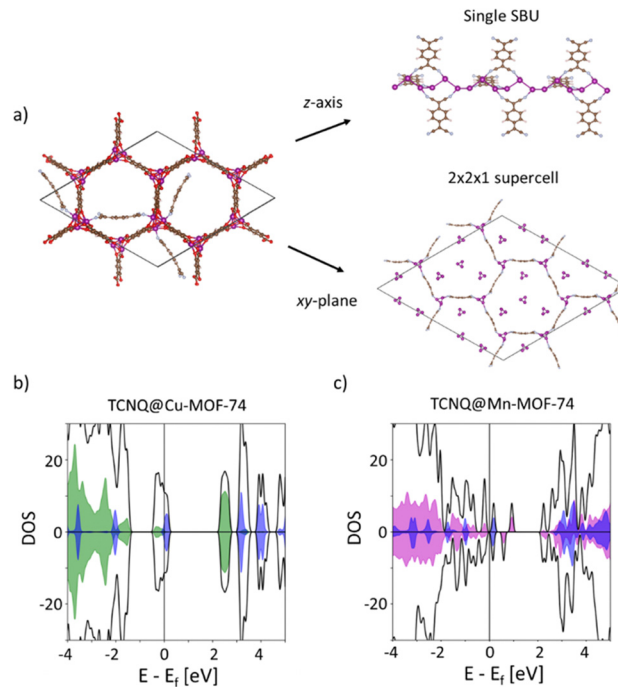 Single SBU
a)
z-axis
2x2x1 supercell
xy-plane
b)
c)
TCNQ@Cu-MOF-74
TCNQ@Mn-MOF-74
DOS
20
0
-20
-4
-2
0
2
4
E - Ef [eV]
DOS
20
0
-20
-4
-2
0
2
4
E - Ef [eV]